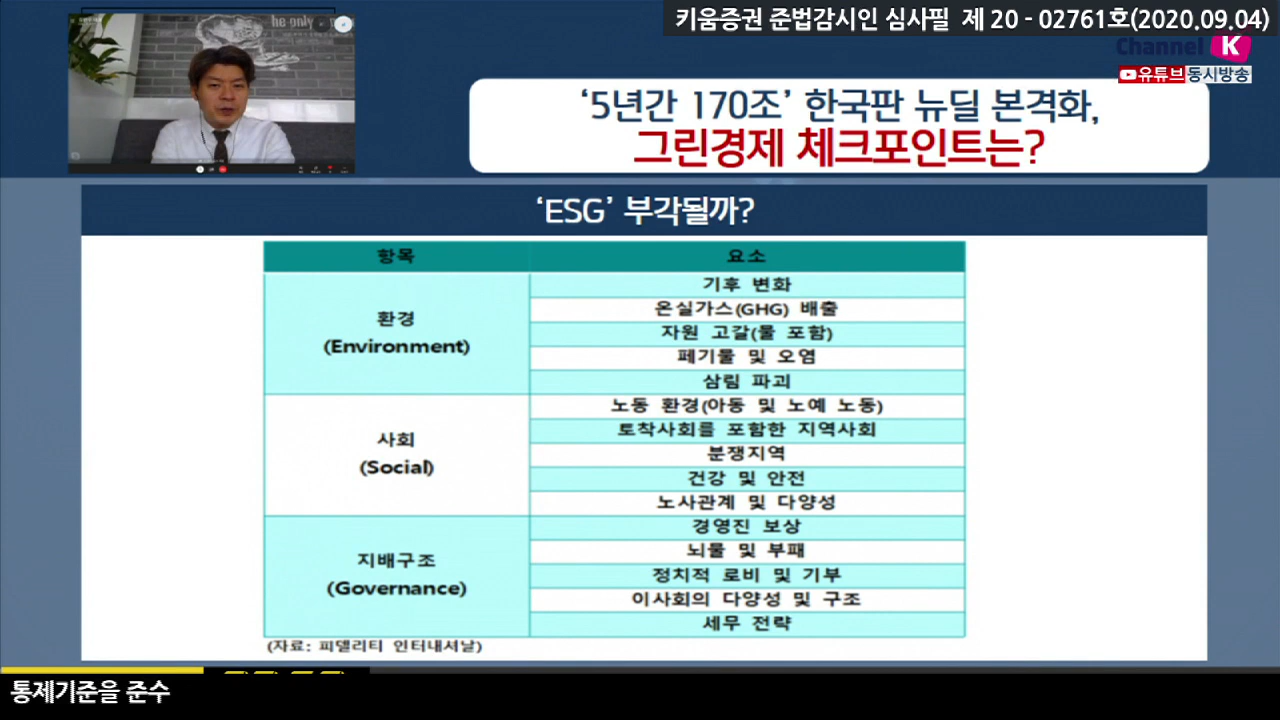 키움증권 준법감시인 심사필 제 20 - 02761호(2020.09.04)
he only
Channel K
유튜브동시방송
‘5년간 170조’ 한국판 뉴딜 본격화,
그린경제 체크포인트는?
‘ESG’ 부각될까?
항목 요소
환경
(Environment)
기후 변화
온실가스(GHG) 배출
자원 고갈(물 포함)
폐기물 및 오염
삼림 파괴
사회
(Social)
노동 환경(아동 및 노예 노동)
토착사회를 포함한 지역사회
분쟁지역
건강 및 안전
노사관계 및 다양성
지배구조
(Governance)
경영진 보상
뇌물 및 부패
정치적 로비 및 기부
이사회의 다양성 및 구조
세무 전략
(자료: 피델리티 인터내셔날)
통제기준을 준수